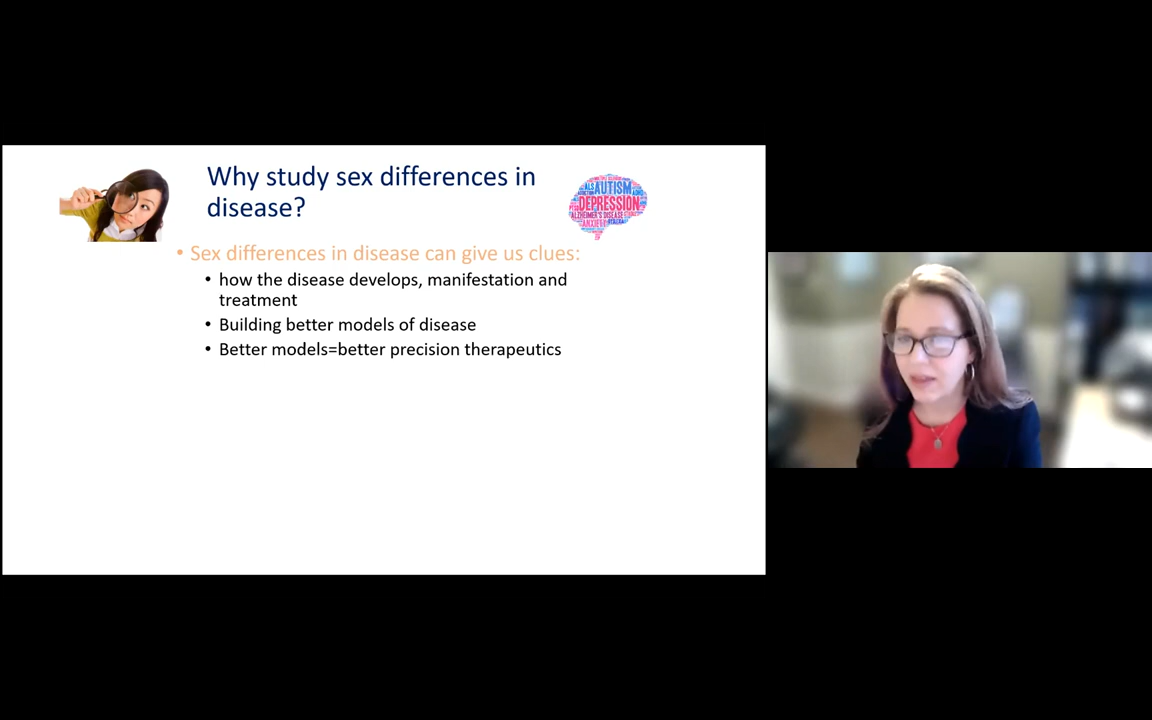 Why study sex differences in
disease?
• Sex differences in disease can give us clues:
• how the disease develops, manifestation and
treatment
• Building better models of disease
• Better models=better precision therapeutics
ALS AUTISM
DEPRESSION
ALZHEIMER'S DISEASE
ANXIETY